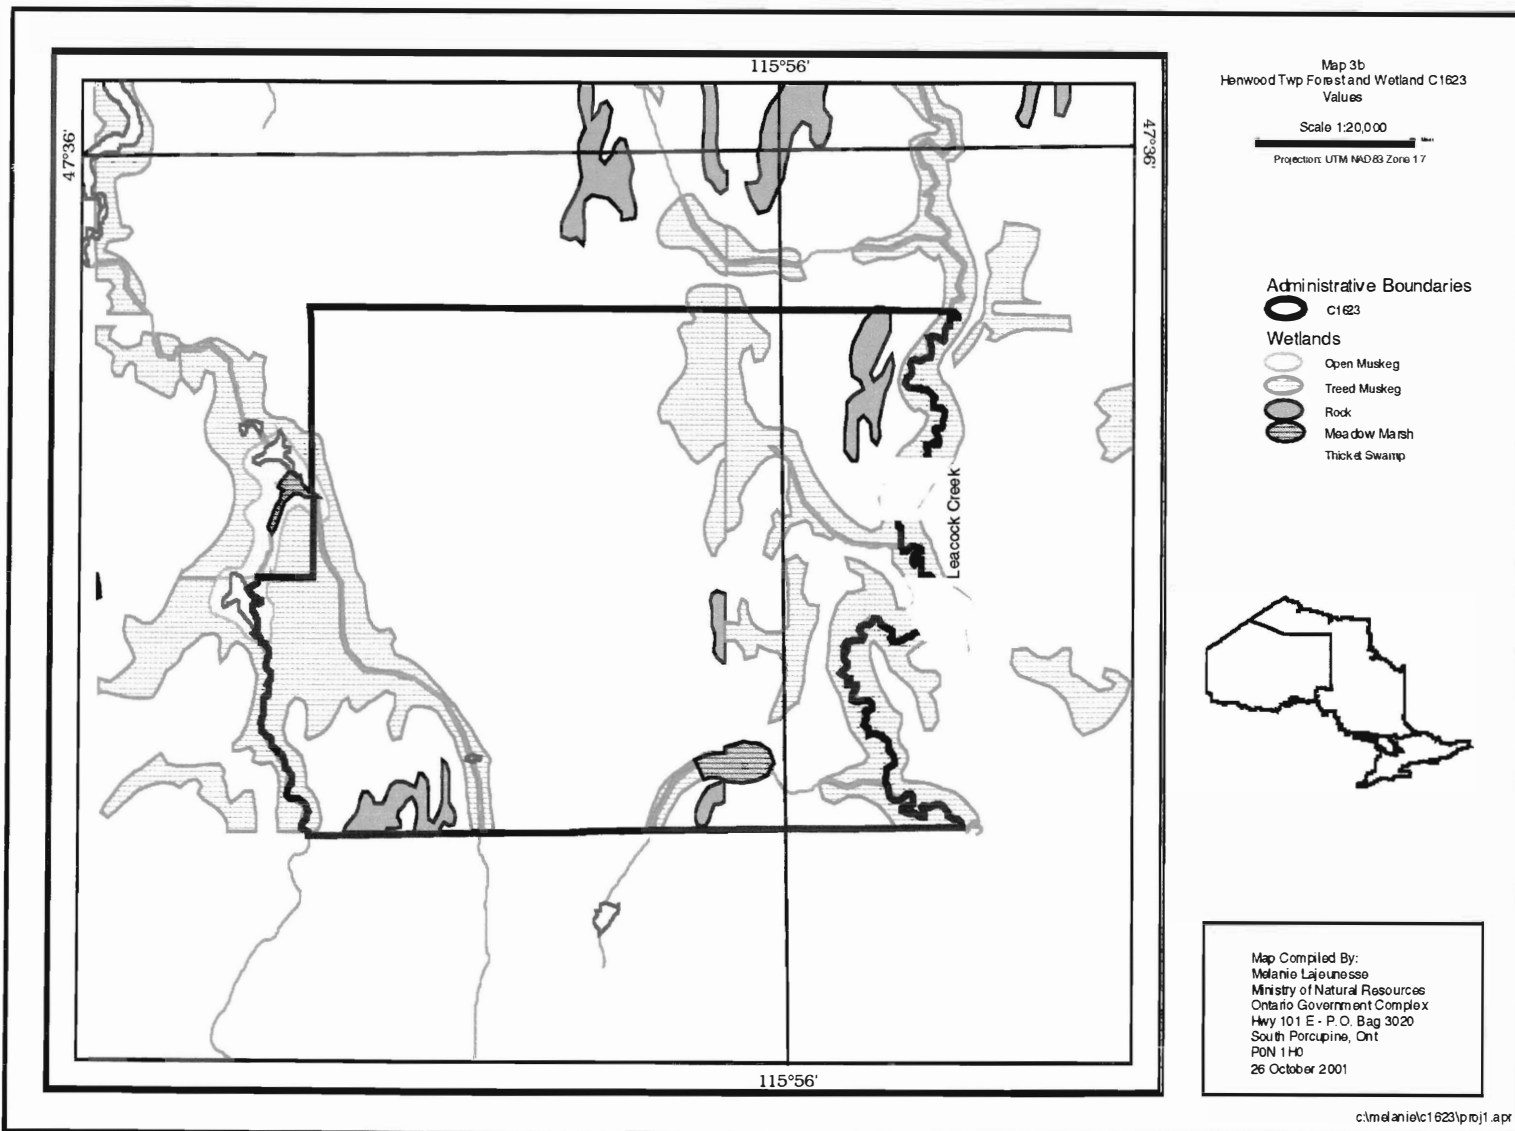 115°56'
47°36'
47°36'
Leacock Creek
115°56'
Map 3b
Henwood Twp Forest and Wetland C1623
Values
Scale 1:20,000
Projection: UTM NAD83 Zone 17
Administrative Boundaries
C1623
Wetlands
Open Muskeg
Treed Muskeg
Rock
Meadow Marsh
Thicket Swamp
Map Compiled By:
Melanie Lajeunesse
Ministry of Natural Resources
Ontario Government Complex
Hwy 101 E - P.O. Bag 3020
South Porcupine, Ont
P0N 1H0
26 October 2001
c:\melanie\c1623\proj1.apr